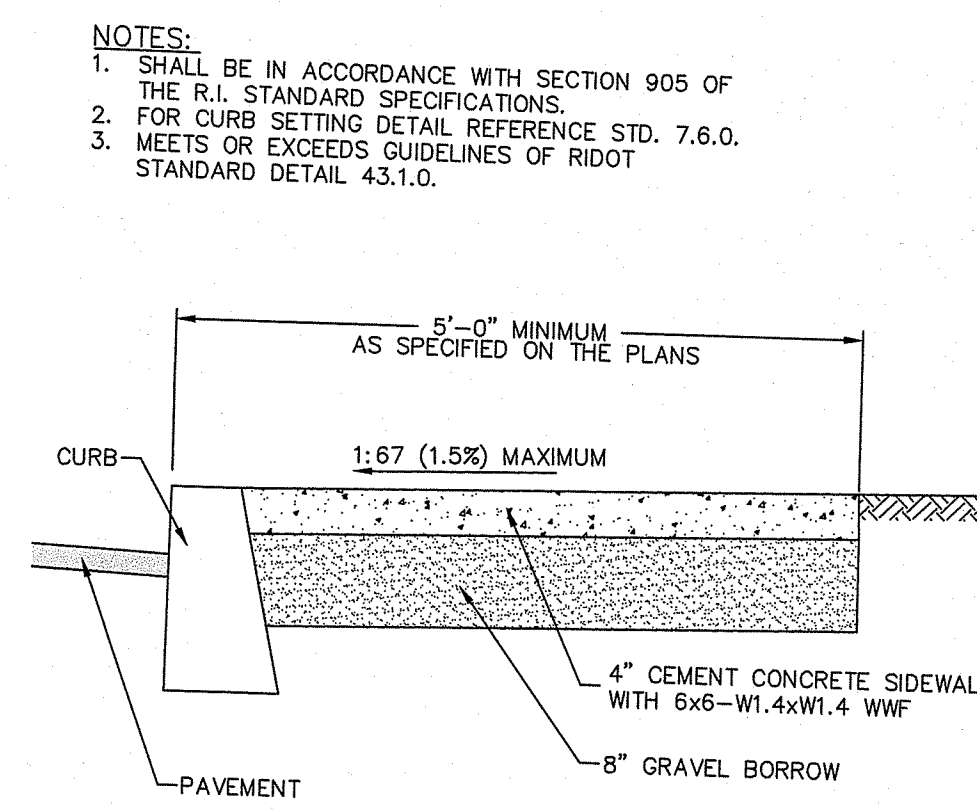 NOTES:
1. SHALL BE IN ACCORDANCE WITH SECTION 905 OF
THE R.I. STANDARD SPECIFICATIONS.
2. FOR CURB SETTING DETAIL REFERENCE STD. 7.6.0.
3. MEETS OR EXCEEDS GUIDELINES OF RIDOT
STANDARD DETAIL 43.1.0.
5'-0" MINIMUM
AS SPECIFIED ON THE PLANS
CURB
1:67 (1.5%) MAXIMUM
4" CEMENT CONCRETE SIDEWAL
WITH 6x6-W1.4xW1.4 WWF
8" GRAVEL BORROW
PAVEMENT